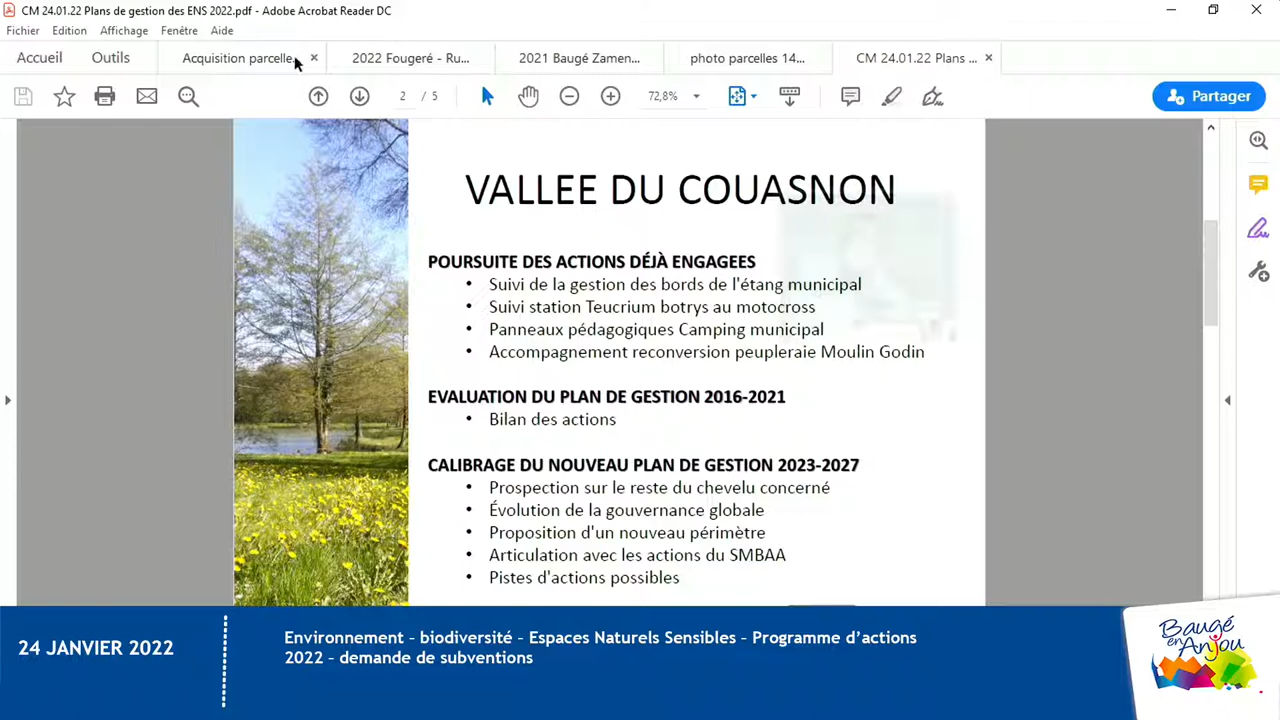 CM 24.01.22 Plans de gestion des ENS 2022.pdf - Adobe Acrobat Reader DC
Fichier Edition Affichage Fenêtre Aide
Accueil Outils Acquisition parcelle... × 2022 Fougeré - Ru... 2021 Baugé Zamen... photo parcelles 14... CM 24.01.22 Plans ... ×
2 / 5 72,8% Partager
VALLEE DU COUASNON
POURSUITE DES ACTIONS DÉJÀ ENGAGEES
• Suivi de la gestion des bords de l'étang municipal
• Suivi station Teucrium botrys au motocross
• Panneaux pédagogiques Camping municipal
• Accompagnement reconversion peupleraie Moulin Godin
EVALUATION DU PLAN DE GESTION 2016-2021
• Bilan des actions
CALIBRAGE DU NOUVEAU PLAN DE GESTION 2023-2027
• Prospection sur le reste du chevelu concerné
• Évolution de la gouvernance globale
• Proposition d'un nouveau périmètre
• Articulation avec les actions du SMBAA
• Pistes d'actions possibles
24 JANVIER 2022
Environnement – biodiversité – Espaces Naturels Sensibles – Programme d'actions
2022 – demande de subventions
Baugé
en Anjou